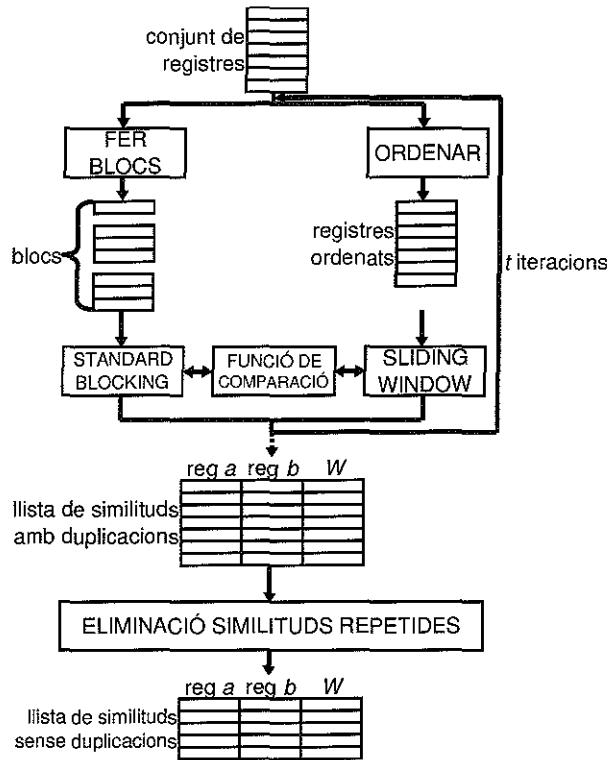 conjunt de
registres
FER
BLOCS
ORDENAR
blocs
registres
ordenats
t iteracions
STANDARD
BLOCKING
FUNCIÓ DE
COMPARACIÓ
SLIDING
WINDOW
reg a reg b W
llista de similituds
amb duplicacions
ELIMINACIÓ SIMILITUDS REPETIDES
reg a reg b W
llista de similituds
sense duplicacions